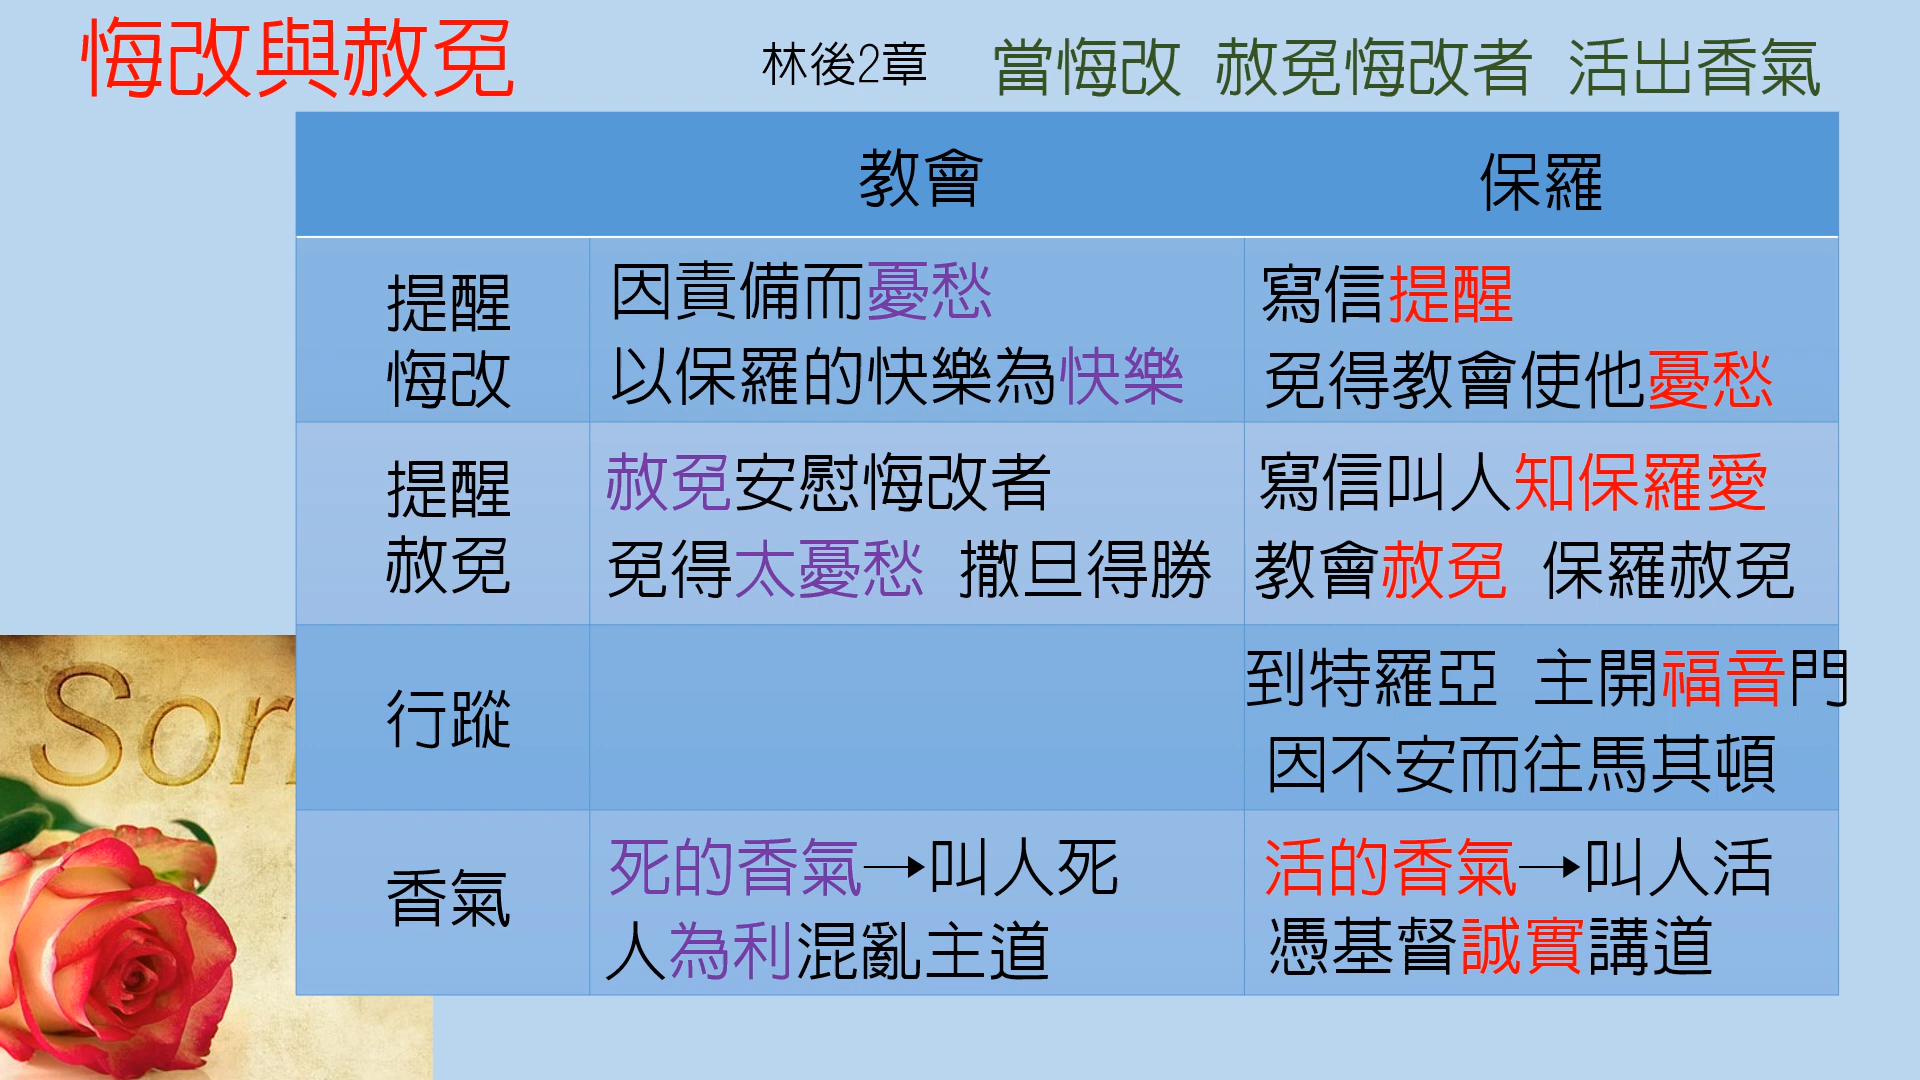 悔改與赦免
林後2章
當悔改 赦免悔改者 活出香氣
教會
保羅
提醒
悔改
因責備而憂愁
以保羅的快樂為快樂
寫信提醒
免得教會使他憂愁
提醒
赦免
赦免安慰悔改者
免得太憂愁 撒旦得勝
寫信叫人知保羅愛
教會赦免 保羅赦免
行蹤
到特羅亞 主開福音門
因不安而往馬其頓
香氣
死的香氣→叫人死
人為利混亂主道
活的香氣→叫人活
憑基督誠實講道
Sor